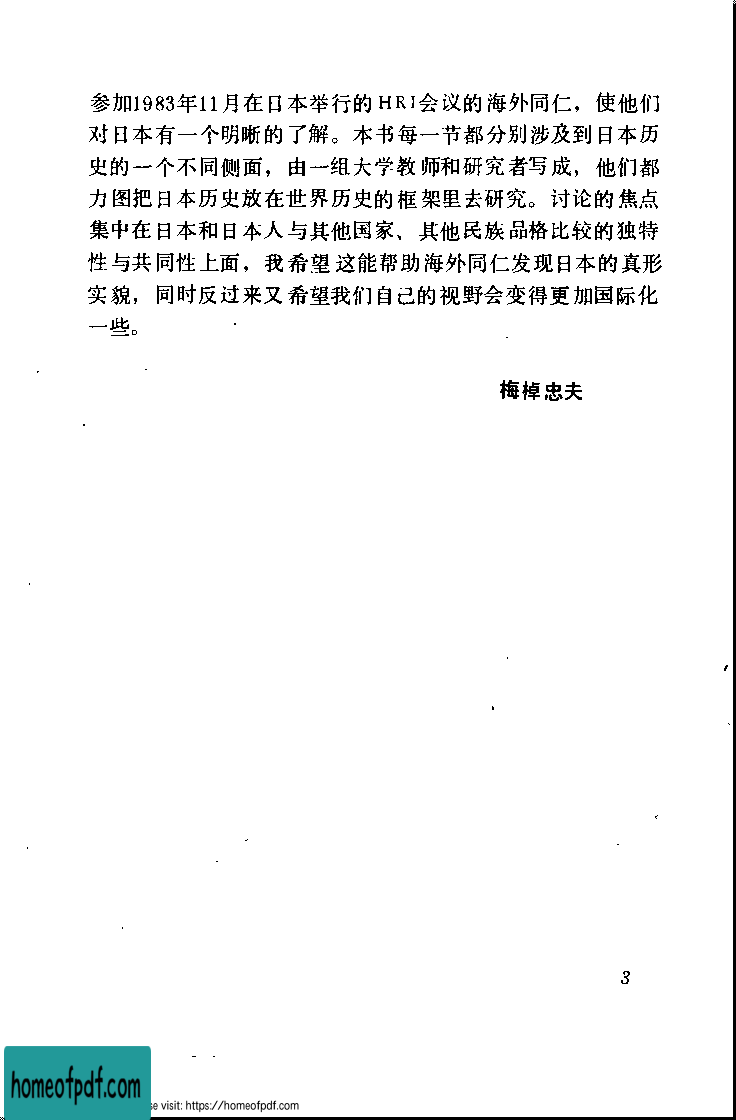 参加1983年11月在日本举行的HRI会议的海外同仁，使他们
对日本有一个明晰的了解。本书每一节都分别涉及到日本历
史的一个不同侧面，由一组大学教师和研究者写成，他们都
力图把日本历史放在世界历史的框架里去研究。讨论的焦点
集中在日本和日本人与其他国家、其他民族品格比较的独特
性与共同性上面，我希望这能帮助海外同仁发现日本的真形
实貌，同时反过来又希望我们自己的视野会变得更加国际化
一些。
梅棹忠夫
3
homeofpdf.com
se visit: https://homeofpdf.com